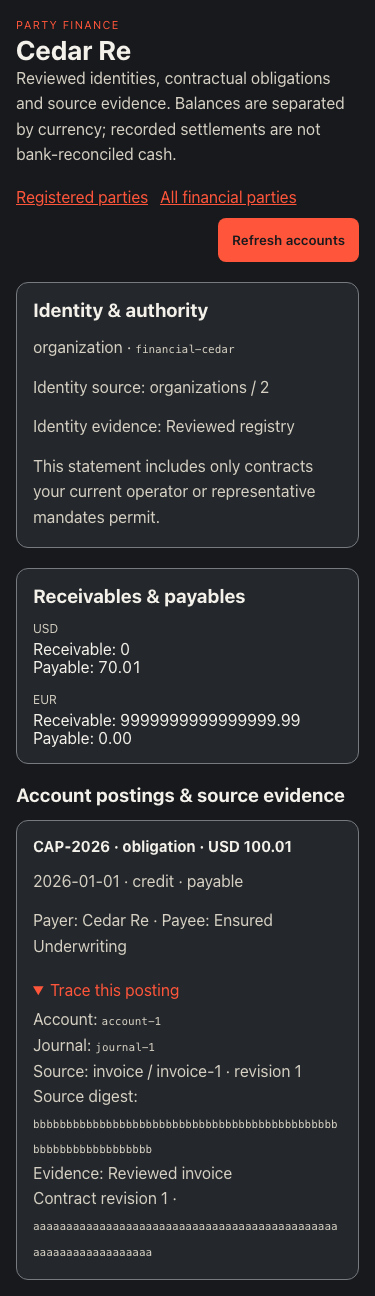 PARTY FINANCE
Cedar Re
Reviewed identities, contractual obligations
and source evidence. Balances are separated
by currency; recorded settlements are not
bank-reconciled cash.
Registered parties All financial parties
Refresh accounts
Identity & authority
organization · financial-cedar
Identity source: organizations / 2
Identity evidence: Reviewed registry
This statement includes only contracts
your current operator or representative
mandates permit.
Receivables & payables
USD
Receivable: 0
Payable: 70.01
EUR
Receivable: 9999999999999999.99
Payable: 0.00
Account postings & source evidence
CAP-2026 · obligation · USD 100.01
2026-01-01 · credit · payable
Payer: Cedar Re · Payee: Ensured
Underwriting
▼ Trace this posting
Account: account-1
Journal: journal-1
Source: invoice / invoice-1 · revision 1
Source digest:
bbbbbbbbbbbbbbbbbbbbbbbbbbbbbbbbbbbbbbbbbbbbbb
bbbbbbbbbbbbbbbbbb
Evidence: Reviewed invoice
Contract revision 1 ·
aaaaaaaaaaaaaaaaaaaaaaaaaaaaaaaaaaaaaaaaaaaaaa
aaaaaaaaaaaaaaaaaa